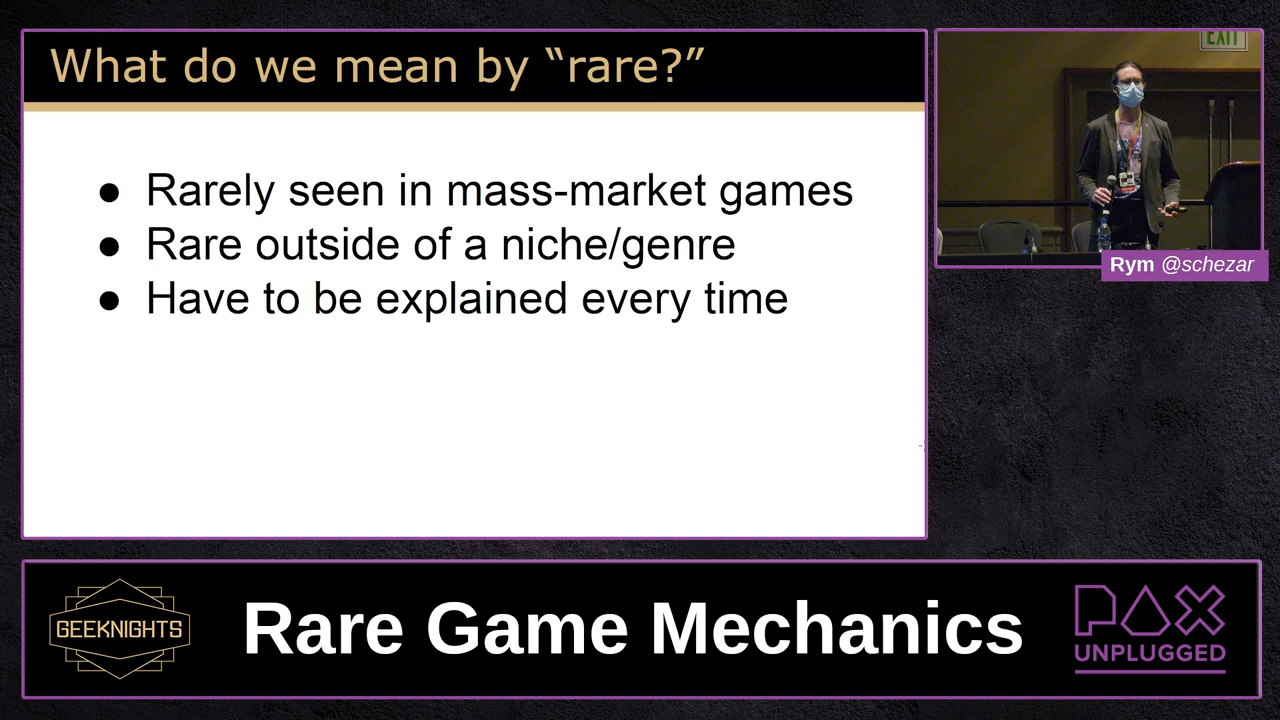 What do we mean by “rare?”
● Rarely seen in mass-market games
● Rare outside of a niche/genre
● Have to be explained every time
EXIT
Rym @schezar
GEEKNIGHTS
Rare Game Mechanics
PAX
UNPLUGGED